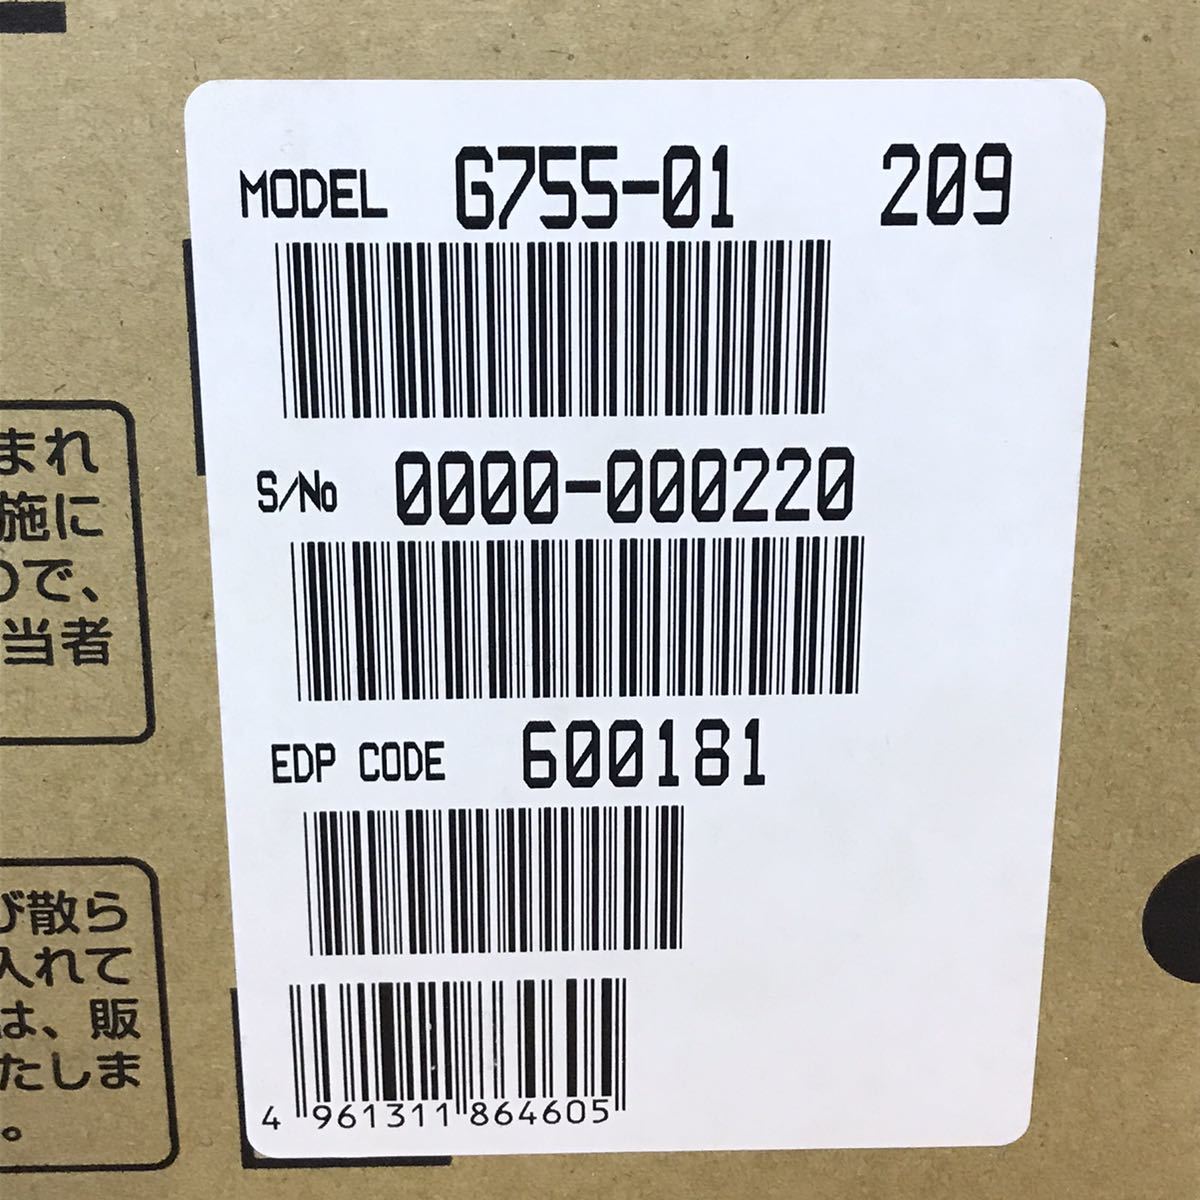 MODEL G755-01 209
S/No 0000-000220
EDP CODE 600181
4 961311 864605
まれ
施に
ので、
当者
び散ら
入れて
は、販
たしま
。